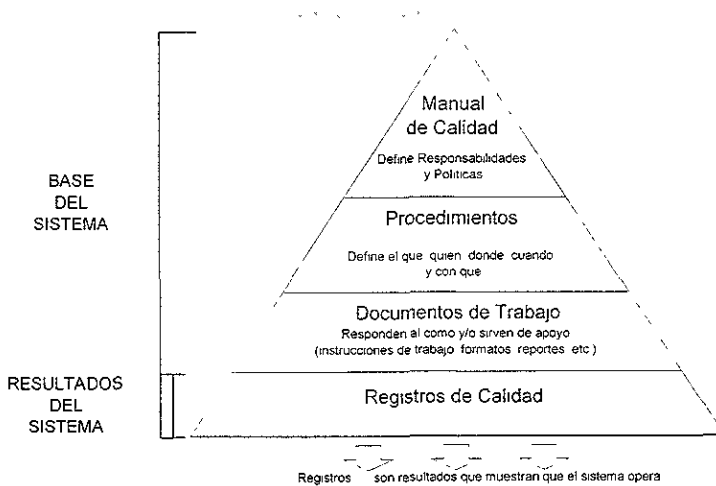 Manual
de Calidad
Define Responsabilidades
y Politicas
BASE
DEL
SISTEMA
Procedimientos
Define el que quien donde cuando
y con que
Documentos de Trabajo
Responden al como y/o sirven de apoyo
(instrucciones de trabajo formatos reportes etc )
RESULTADOS
DEL
SISTEMA
Registros de Calidad
Registros son resultados que muestran que el sistema opera